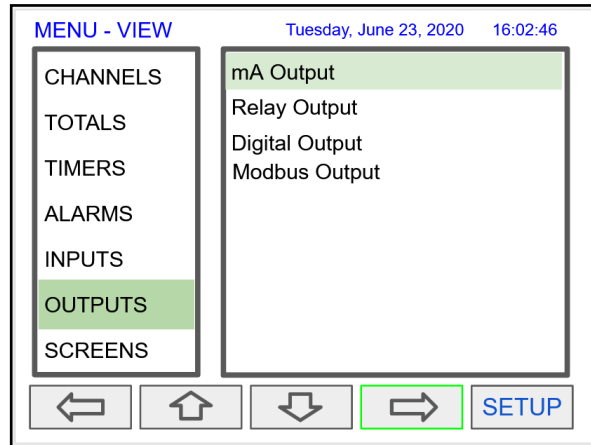 MENU - VIEW Tuesday, June 23, 2020 16:02:46
CHANNELS
TOTALS
TIMERS
ALARMS
INPUTS
OUTPUTS
SCREENS
mA Output
Relay Output
Digital Output
Modbus Output
SETUP